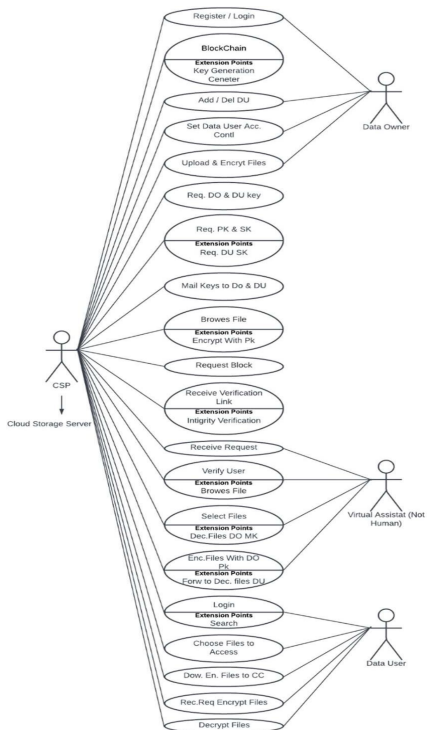 Register / Login
BlockChain
Extension Points
Key Generation
Ceneter
Add / Del DU
Data Owner
Set Data User Acc.
Contl
Upload & Encryt Files
Req. DO & DU key
Req. PK & SK
Extension Points
Req. DU SK
Mail Keys to Do & DU
Browes File
Extension Points
Encrypt With Pk
Request Block
CSP
Receive Verification
Link
Extension Points
Intigrity Verification
Cloud Storage Server
Receive Request
Verify User
Extension Points
Browes File
Select Files
Extension Points
Dec.Files DO MK
Virtual Assistat (Not
Human)
Enc.Files With DO
Pk
Extension Points
Forw to Dec. files DU
Login
Extension Points
Search
Choose Files to
Access
Data User
Dow. En. Files to CC
Rec.Req Encrypt Files
Decrypt Files